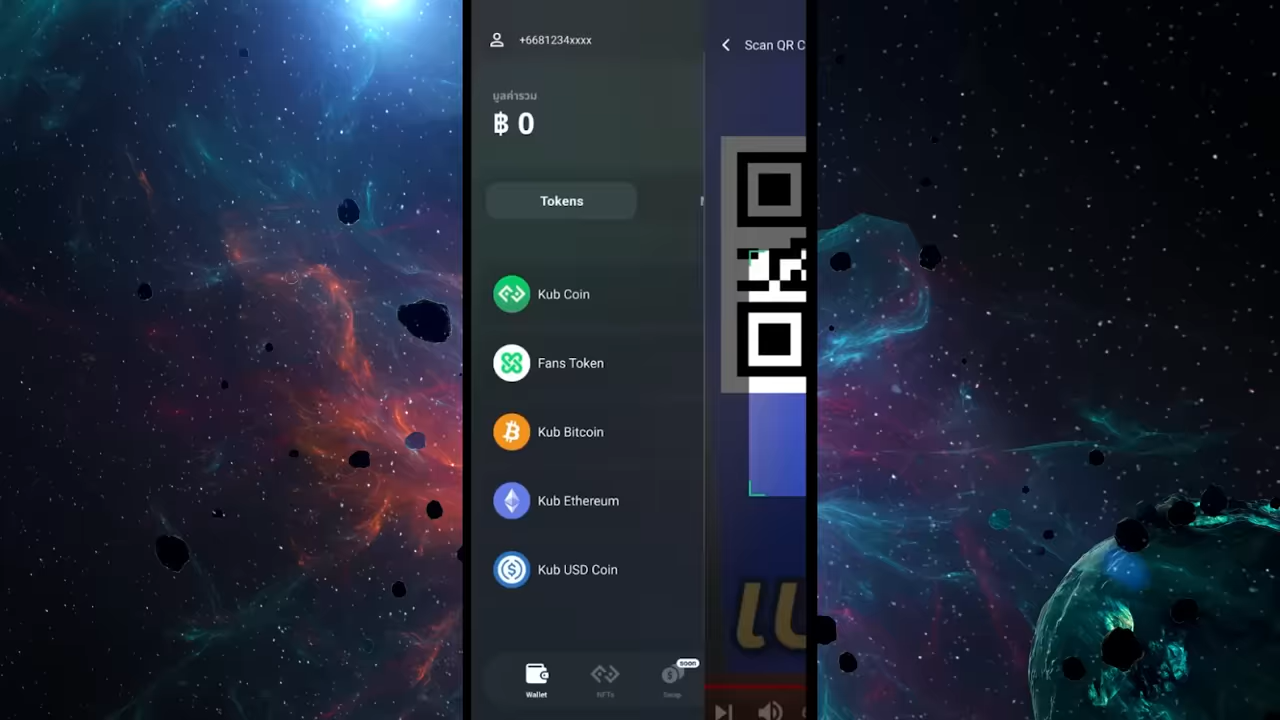 +6681234xxxx
Scan QR C
มูลค่ารวม
฿ 0
Tokens
Kub Coin
Fans Token
Kub Bitcoin
Kub Ethereum
Kub USD Coin
soon
Wallet
NFTs
Swap